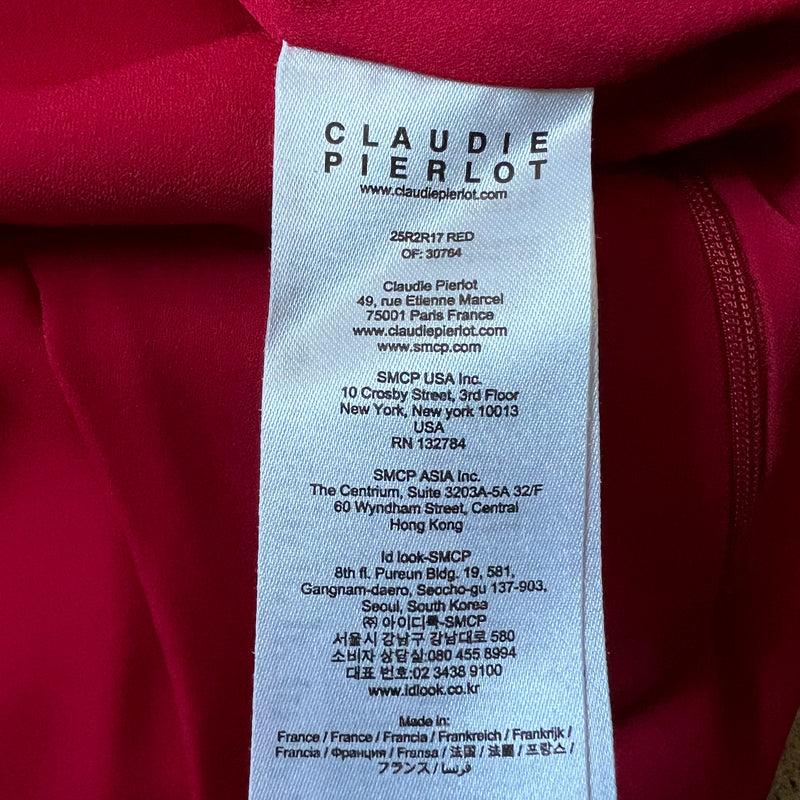 CLAUDIE
PIERLOT
www.claudiepierlot.com
25R2R17 RED
OF: 30764
Claudie Pierlot
49, rue Etienne Marcel
75001 Paris France
www.claudiepierlot.com
www.smcp.com
SMCP USA Inc.
10 Crosby Street, 3rd Floor
New York, New york 10013
USA
RN 132784
SMCP ASIA Inc.
The Centrium, Suite 3203A-5A 32/F
60 Wyndham Street, Central
Hong Kong
Id look-SMCP
8th fl. Pureun Bldg. 19, 581,
Gangnam-daero, Seocho-gu 137-903,
Seoul, South Korea
㈜ 아이디룩-SMCP
서울시 강남구 강남대로 580
소비자 상담실:080 455 8994
대표 번호:02 3438 9100
www.idlook.co.kr
Made in:
France / France / Francia / Frankreich / Frankrijk /
Francia / Франция / Fransa / 法国 / 法國 / 프랑스 /
フランス / فرنسا